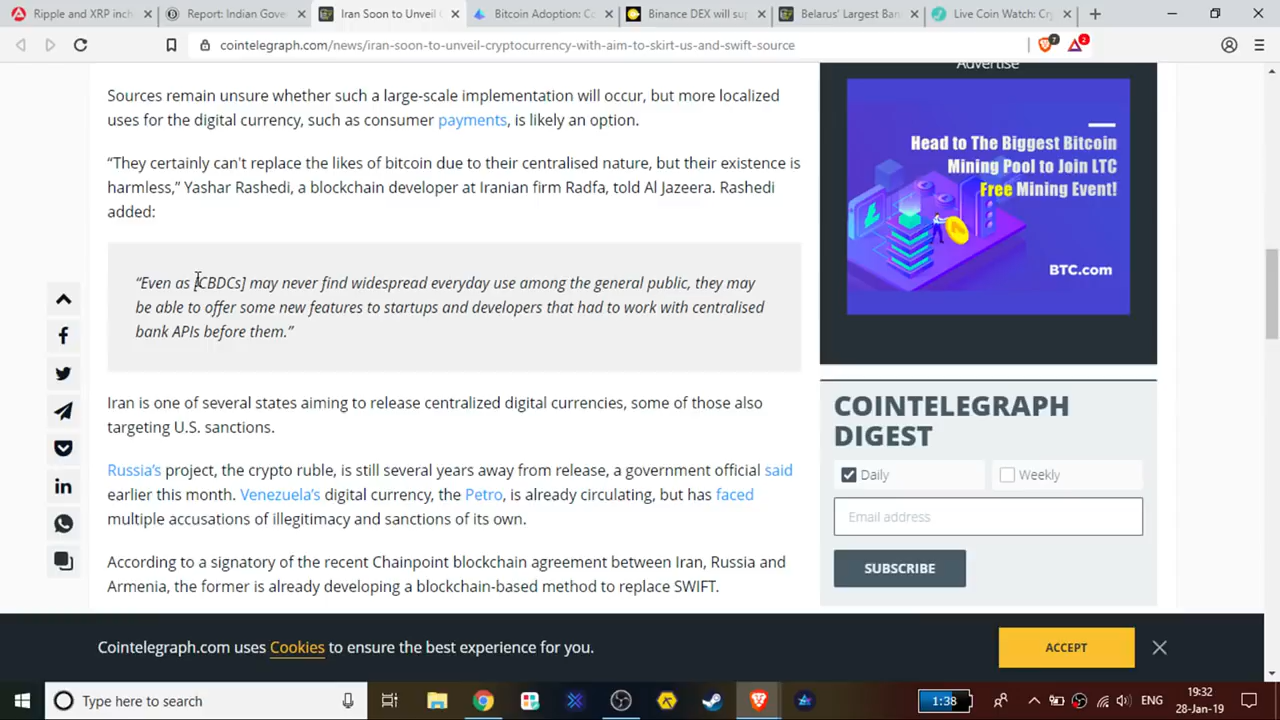 Ripple and XRP inch
Report: Indian Gove
Iran Soon to Unveil C
Bitcoin Adoption: Co
Binance DEX will sup
Belarus' Largest Ban
Live Coin Watch: Cry
cointelegraph.com/news/iran-soon-to-unveil-cryptocurrency-with-aim-to-skirt-us-and-swift-source
7
2
Sources remain unsure whether such a large-scale implementation will occur, but more localized
uses for the digital currency, such as consumer payments, is likely an option.
“They certainly can't replace the likes of bitcoin due to their centralised nature, but their existence is
harmless,” Yashar Rashedi, a blockchain developer at Iranian firm Radfa, told Al Jazeera. Rashedi
added:
“Even as [CBDCs] may never find widespread everyday use among the general public, they may
be able to offer some new features to startups and developers that had to work with centralised
bank APIs before them.”
Iran is one of several states aiming to release centralized digital currencies, some of those also
targeting U.S. sanctions.
Russia’s project, the crypto ruble, is still several years away from release, a government official said
earlier this month. Venezuela’s digital currency, the Petro, is already circulating, but has faced
multiple accusations of illegitimacy and sanctions of its own.
According to a signatory of the recent Chainpoint blockchain agreement between Iran, Russia and
Armenia, the former is already developing a blockchain-based method to replace SWIFT.
Advertise
Head to The Biggest Bitcoin
Mining Pool to Join LTC
Free Mining Event!
BTC.com
COINTELEGRAPH
DIGEST
Daily
Weekly
Email address
SUBSCRIBE
Cointelegraph.com uses Cookies to ensure the best experience for you.
ACCEPT
Type here to search
1:38
ENG
19:32
28-Jan-19